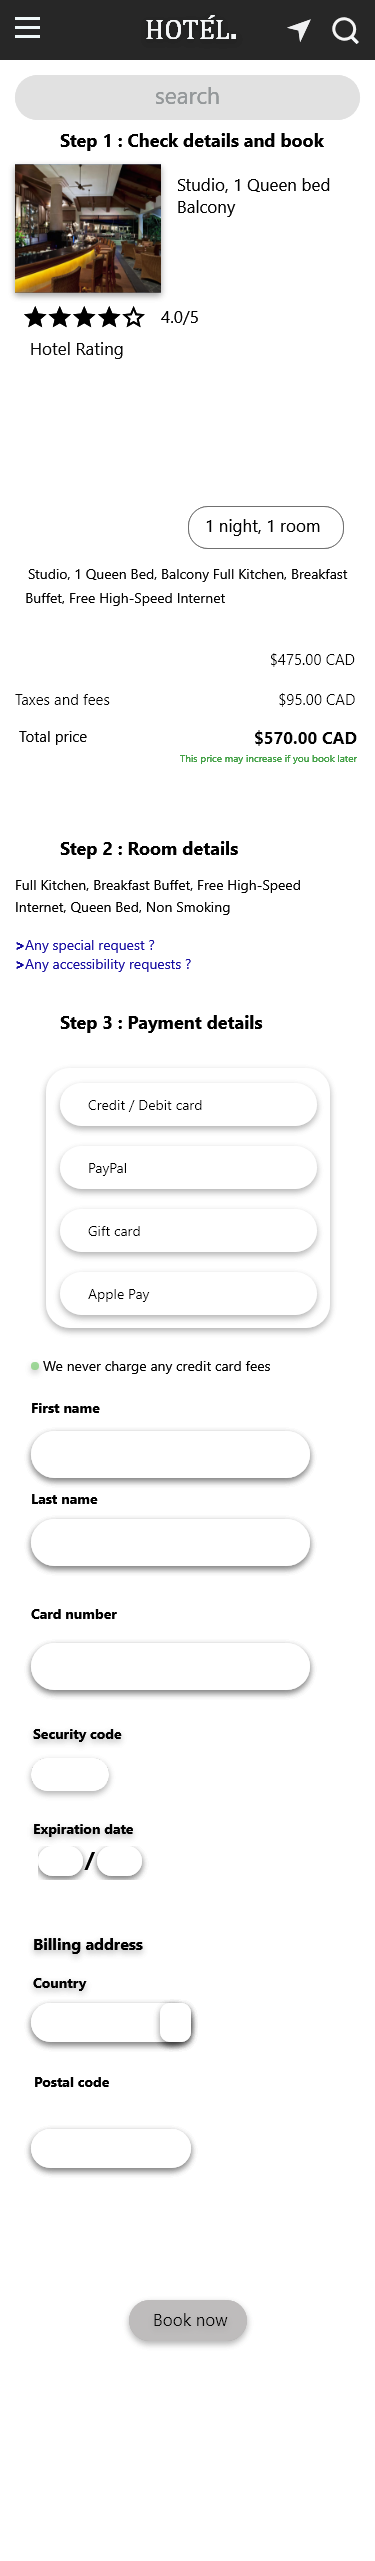 HOTÉL.
search
Step 1 : Check details and book
Studio, 1 Queen bed
Balcony
4.0/5
Hotel Rating
1 night, 1 room
Studio, 1 Queen Bed, Balcony Full Kitchen, Breakfast
Buffet, Free High-Speed Internet
$475.00 CAD
Taxes and fees $95.00 CAD
Total price $570.00 CAD
This price may increase if you book later
Step 2 : Room details
Full Kitchen, Breakfast Buffet, Free High-Speed
Internet, Queen Bed, Non Smoking
>Any special request ?
>Any accessibility requests ?
Step 3 : Payment details
Credit / Debit card
PayPal
Gift card
Apple Pay
We never charge any credit card fees
First name
Last name
Card number
Security code
Expiration date
/
Billing address
Country
Postal code
Book now